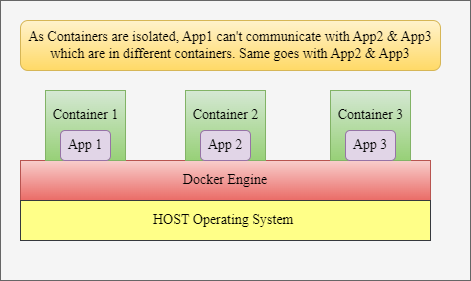 As Containers are isolated, App1 can't communicate with App2 & App3
which are in different containers. Same goes with App2 & App3
Container 1
App 1
Container 2
App 2
Container 3
App 3
Docker Engine
HOST Operating System